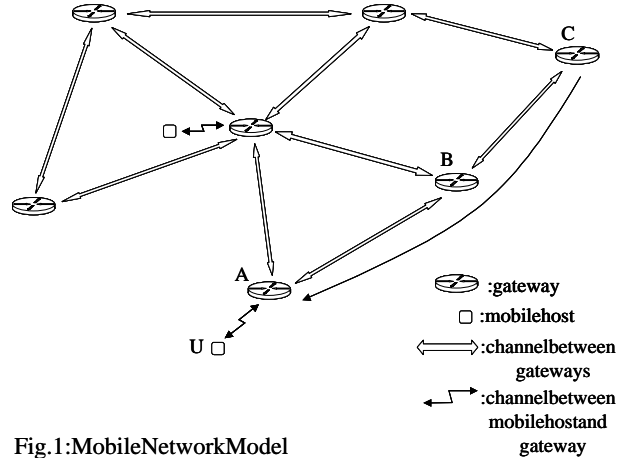 C
B
A
U
:gateway
:mobilehost
:channelbetween
gateways
:channelbetween
mobilehostand
gateway
Fig.1:MobileNetworkModel